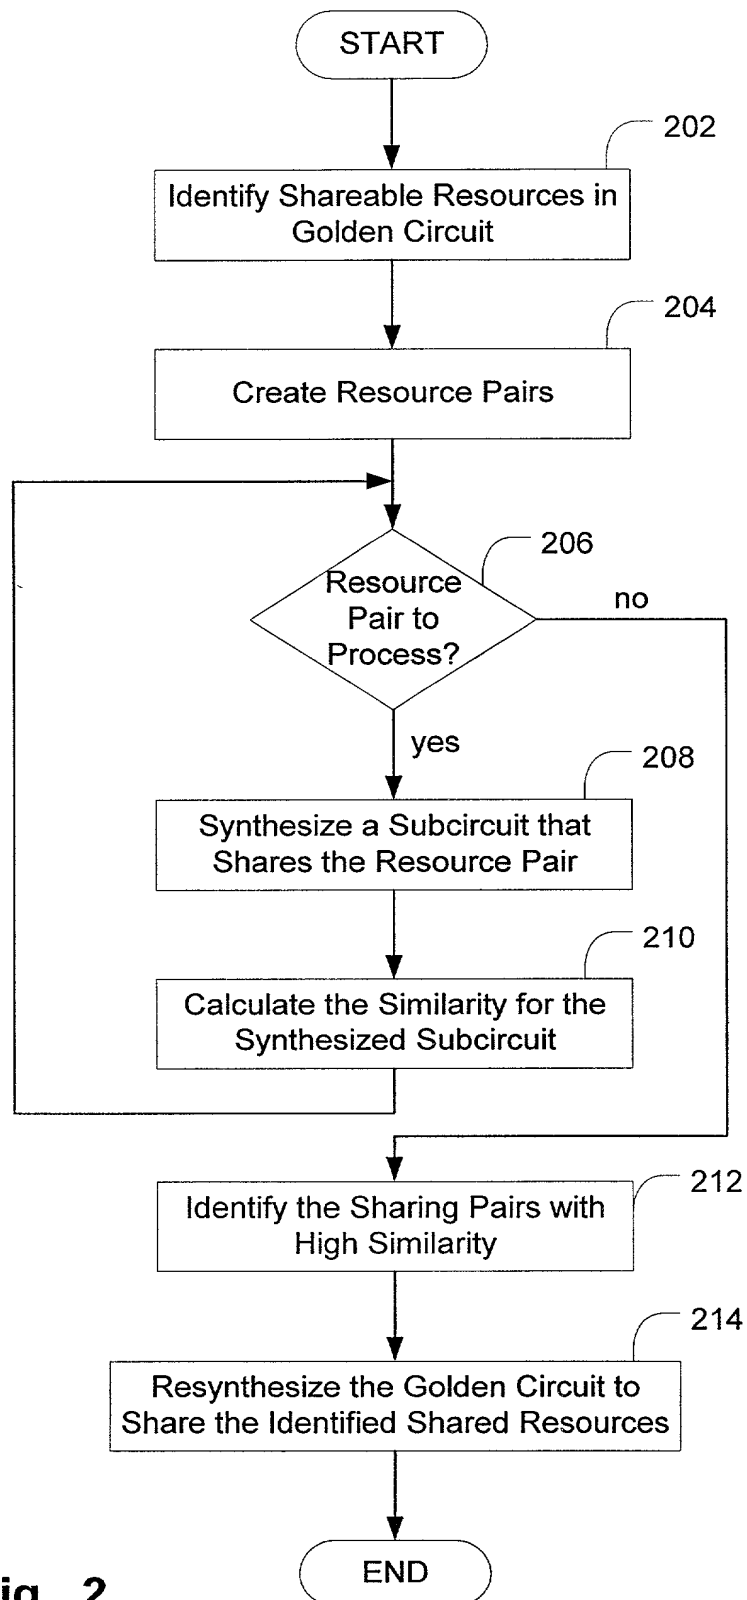 START
202
Identify Shareable Resources in
Golden Circuit
204
Create Resource Pairs
206
Resource
Pair to
Process?
no
yes
208
Synthesize a Subcircuit that
Shares the Resource Pair
210
Calculate the Similarity for the
Synthesized Subcircuit
212
Identify the Sharing Pairs with
High Similarity
214
Resynthesize the Golden Circuit to
Share the Identified Shared Resources
END
ig. 2